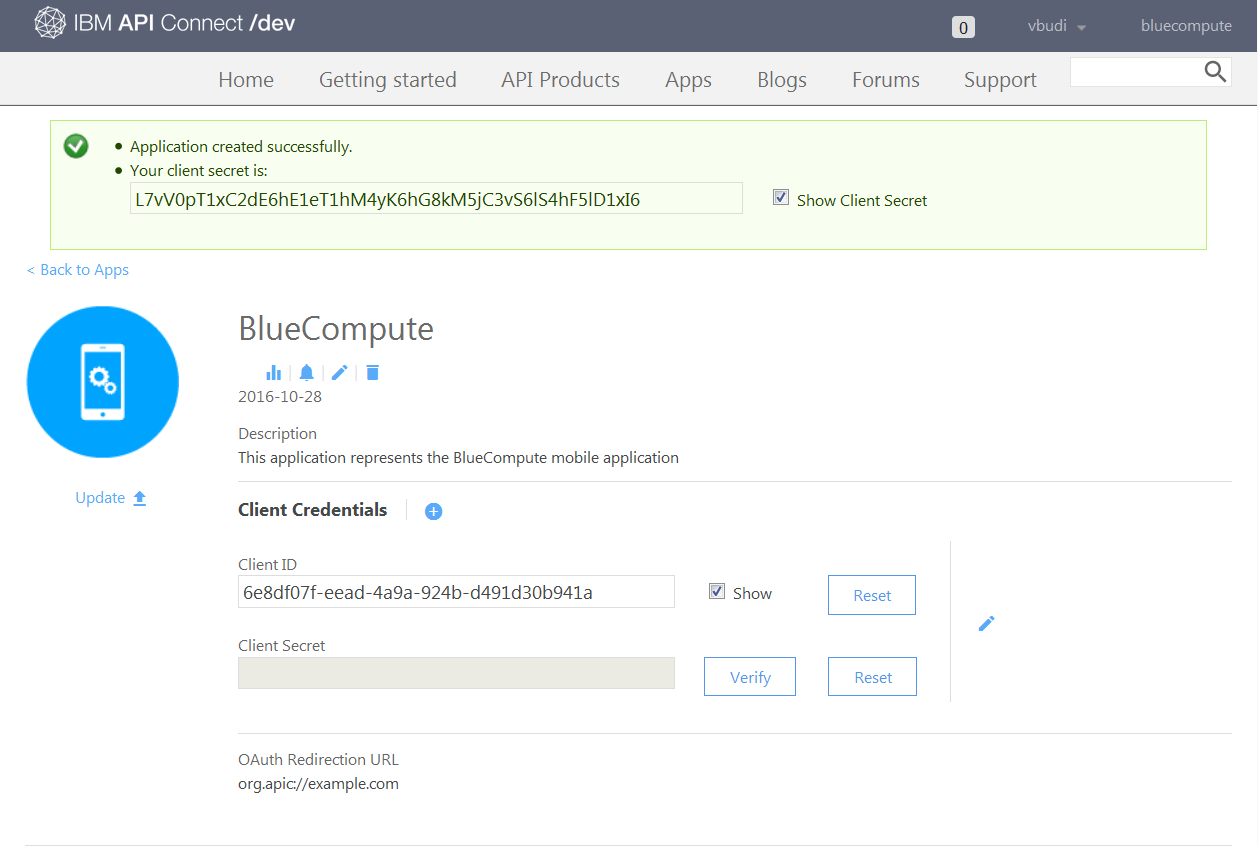 IBM API Connect /dev
0
vbudi
bluecompute
Home
Getting started
API Products
Apps
Blogs
Forums
Support
Application created successfully.
Your client secret is:
L7vV0pT1xC2dE6hE1eT1hM4yK6hG8kM5jC3vS6lS4hF5lD1xI6
Show Client Secret
< Back to Apps
BlueCompute
2016-10-28
Description
This application represents the BlueCompute mobile application
Update
Client Credentials
Client ID
6e8df07f-eead-4a9a-924b-d491d30b941a
Show
Reset
Client Secret
Verify
Reset
OAuth Redirection URL
org.apic://example.com